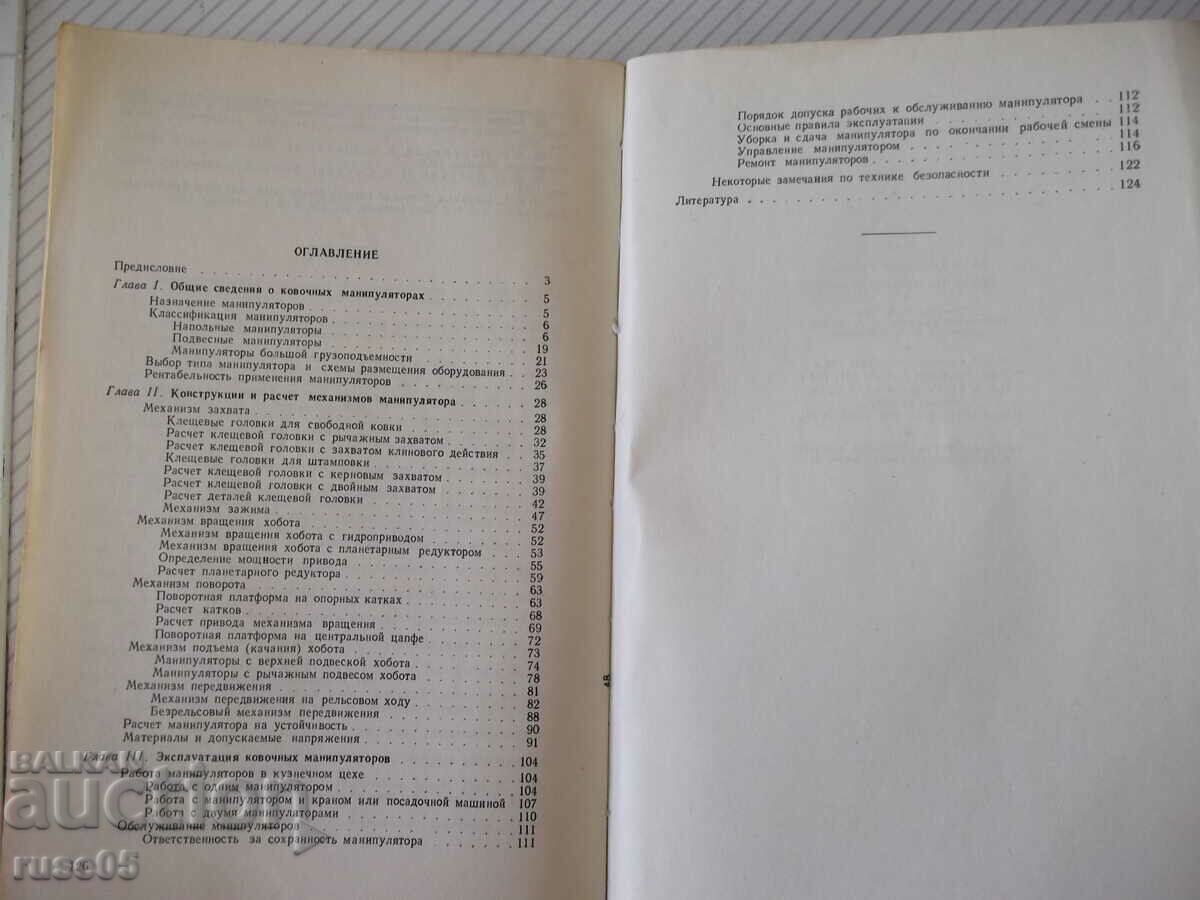 ОГЛАВЛЕНИЕ
Предисловие . . . 3
Глава I. Общие сведения о ковочных манипуляторах . . . 5
Назначение манипуляторов . . . 5
Классификация манипуляторов . . . 6
Напольные манипуляторы . . . 6
Подвесные манипуляторы . . . 19
Манипуляторы большой грузоподъемности . . . 21
Выбор типа манипулятора и схемы размещения оборудования . . 23
Рентабельность применения манипуляторов . . . 26
Глава II. Конструкции и расчет механизмов манипулятора . . . 28
Механизм захвата . . . 28
Клещевые головки для свободной ковки . . . 28
Расчет клещевой головки с рычажным захватом . . . 32
Расчет клещевой головки с захватом клинового действия . . 35
Клещевые головки для штамповки . . . 37
Расчет клещевой головки с керновым захватом . . . 39
Расчет клещевой головки с двойным захватом . . . 39
Расчет деталей клещевой головки . . . 42
Механизм зажима . . . 47
Механизм вращения хобота . . . 52
Механизм вращения хобота с гидроприводом . . . 52
Механизм вращения хобота с планетарным редуктором . . . 53
Определение мощности привода . . . 55
Расчет планетарного редуктора . . . 59
Механизм поворота . . . 63
Поворотная платформа на опорных катках . . . 63
Расчет катков . . . 68
Расчет привода механизма вращения . . . 69
Поворотная платформа на центральной цапфе . . . 72
Механизм подъема (качания) хобота . . . 73
Манипуляторы с верхней подвеской хобота . . . 74
Манипуляторы с рычажным подвесом хобота . . . 78
Механизм передвижения . . . 81
Механизм передвижения на рельсовом ходу . . . 82
Безрельсовый механизм передвижения . . . 88
Расчет манипулятора на устойчивость . . . 90
Материалы и допускаемые напряжения . . . 91
Глава III. Эксплуатация ковочных манипуляторов . . . 104
Работа манипуляторов в кузнечном цехе . . . 104
Работа с одним манипулятором . . . 104
Работа с манипулятором и краном или посадочной машиной 107
Работа с двумя манипуляторами . . . 110
Обслуживание манипуляторов . . . 111
Ответственность за сохранность манипулятора . . . 111
126
Порядок допуска рабочих к обслуживанию манипулятора . . 112
Основные правила эксплуатации . . . 112
Уборка и сдача манипулятора по окончании рабочей смены 114
Управление манипулятором . . . 114
Ремонт манипуляторов . . . 116
Некоторые замечания по технике безопасности . . . 122
Литература . . . 124
BALKAN
auction
ruse05